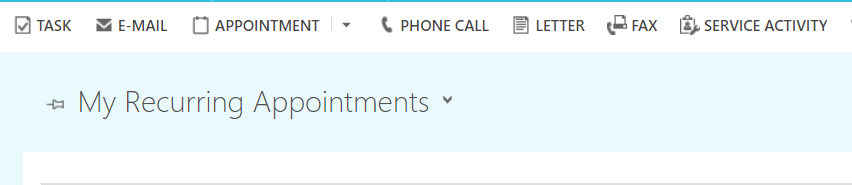 TASK E-MAIL APPOINTMENT PHONE CALL LETTER FAX SERVICE ACTIVITY
My Recurring Appointments